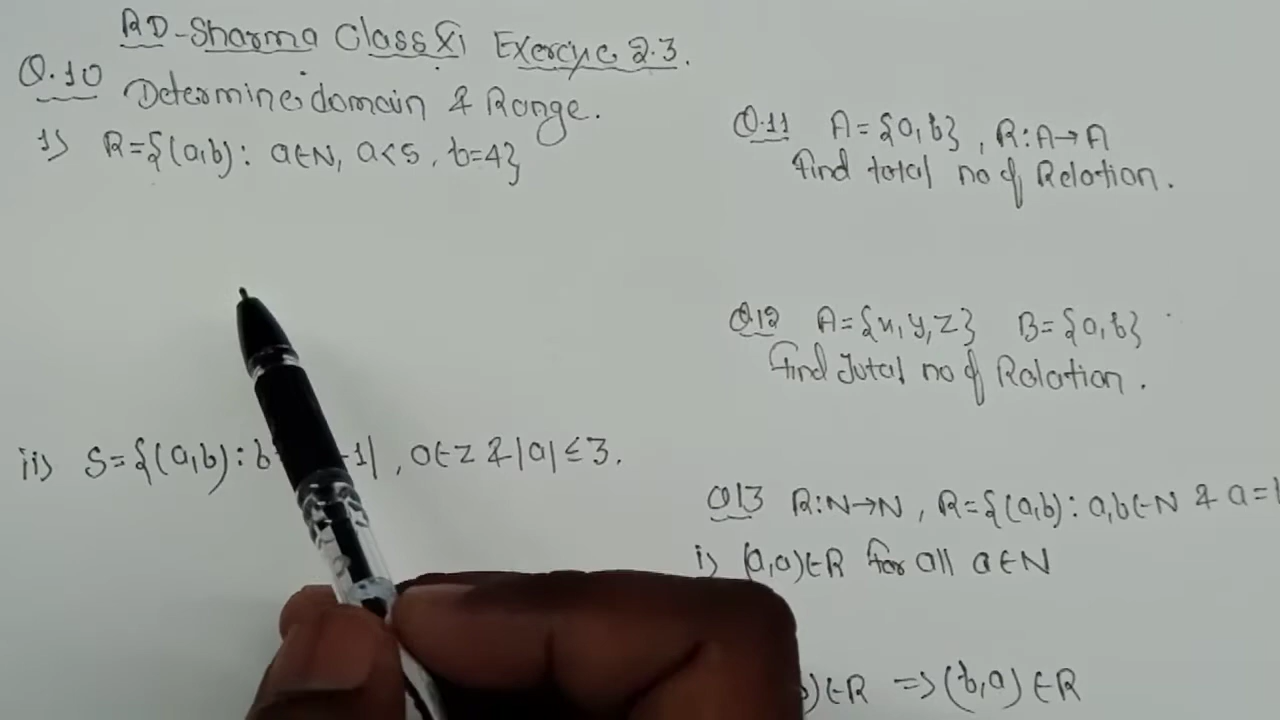 RD-Sharma Class XI Exercise 2.3.
Q.10 Determine domain & Range.
i) R={(a,b): a∈N, a<5, b=4}
ii) S={(a,b): b -1|, a∈Z & |a| ≤ 3.
Q.11 A={a,b}, R:A→A
find total no of Relation.
Q.12 A={x,y,z} B={a,b}
find Total no of Relation.
Q13 R:N→N, R={(a,b): a,b∈N & a=
i) (a,a)∈R for all a∈N
)∈R => (b,a)∈R